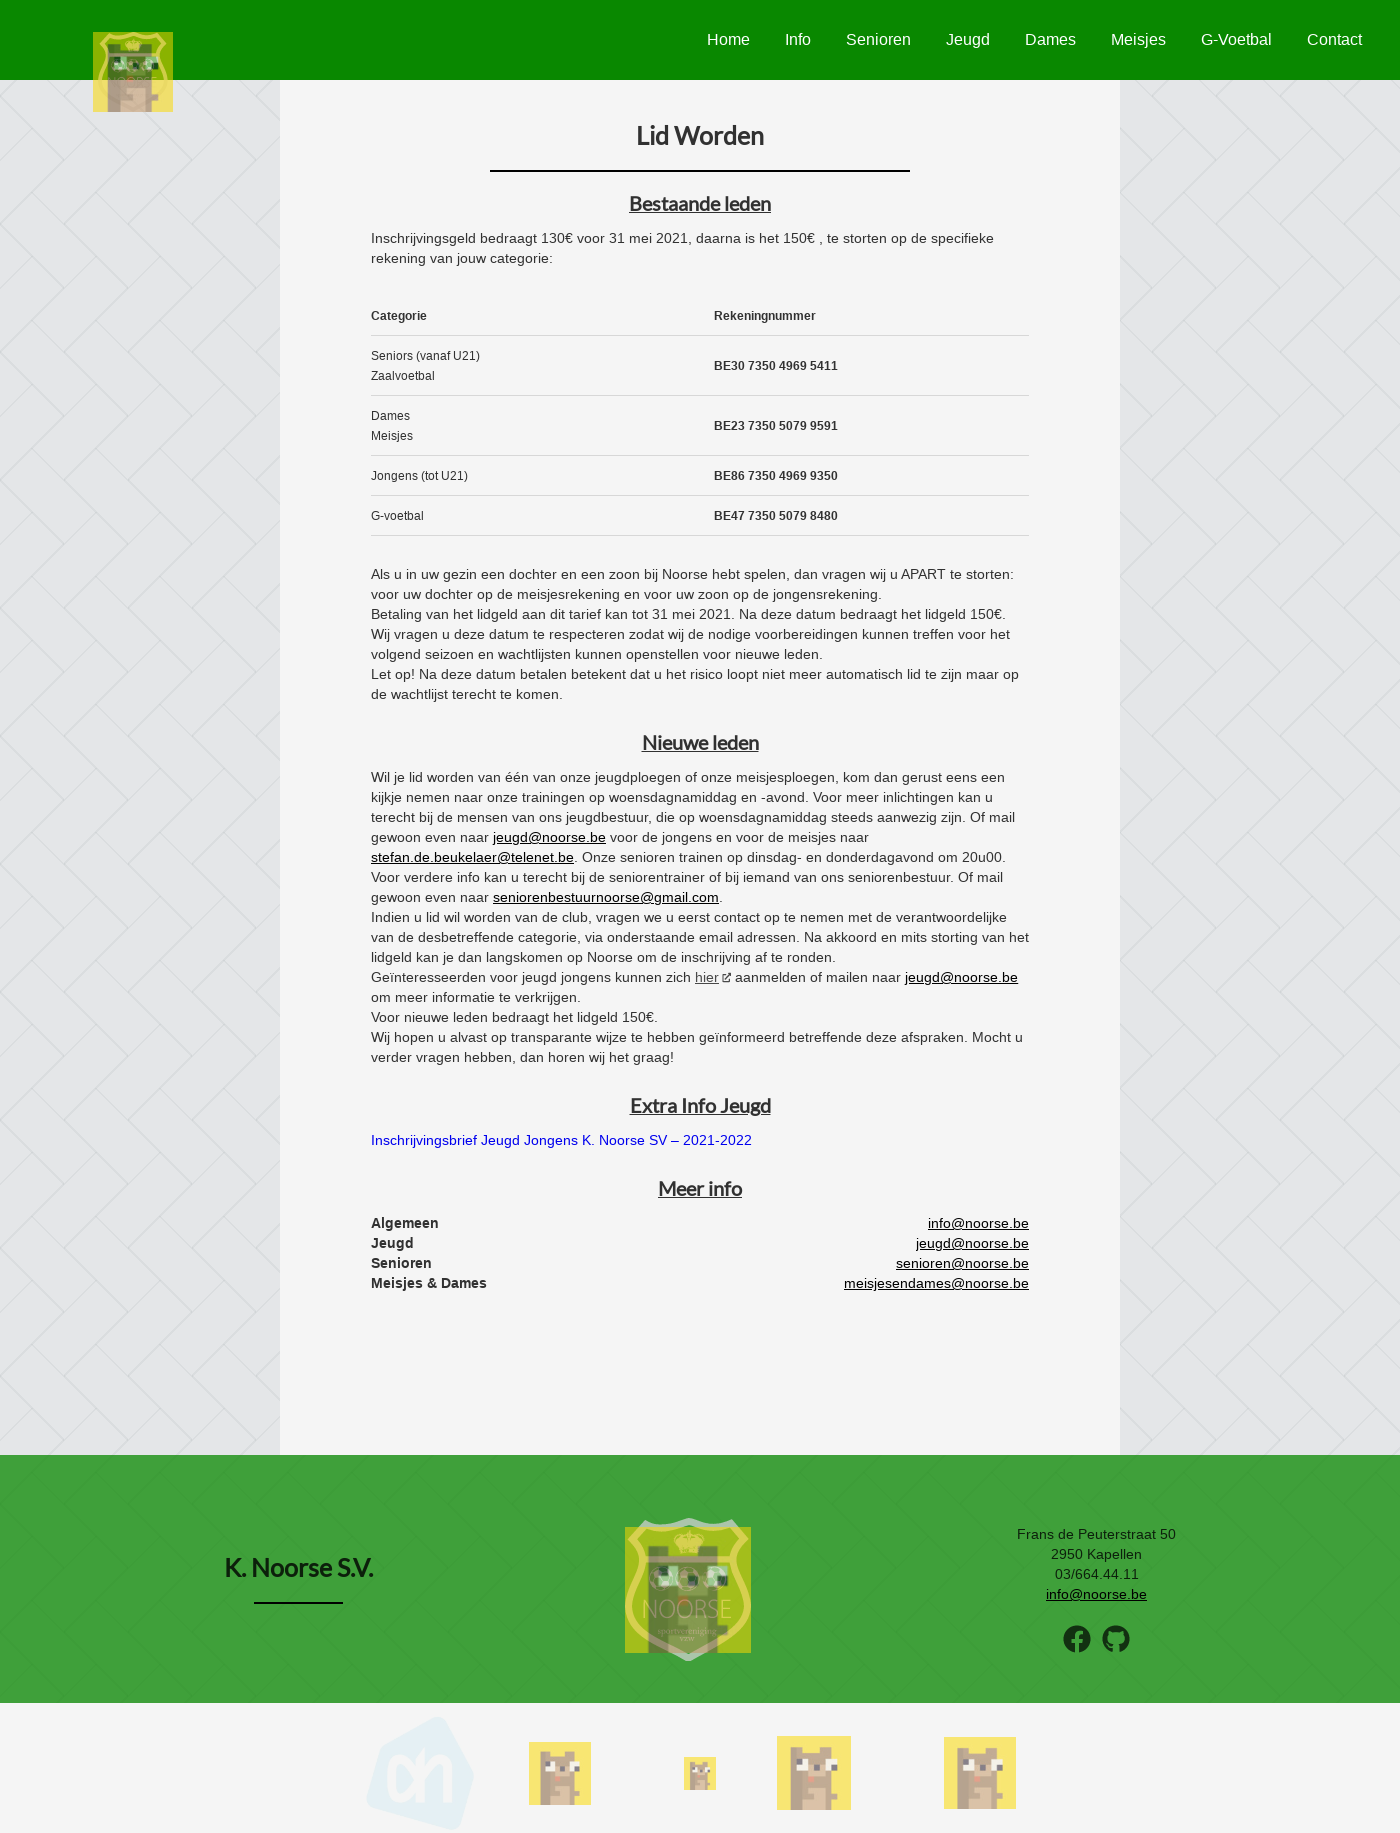 Home Info Senioren Jeugd Dames Meisjes G-Voetbal Contact
Lid Worden
Bestaande leden
Inschrijvingsgeld bedraagt 130€ voor 31 mei 2021, daarna is het 150€ , te storten op de specifieke
rekening van jouw categorie:
Categorie Rekeningnummer
Seniors (vanaf U21)
Zaalvoetbal
BE30 7350 4969 5411
Dames
Meisjes
BE23 7350 5079 9591
Jongens (tot U21) BE86 7350 4969 9350
G-voetbal BE47 7350 5079 8480
Als u in uw gezin een dochter en een zoon bij Noorse hebt spelen, dan vragen wij u APART te storten:
voor uw dochter op de meisjesrekening en voor uw zoon op de jongensrekening.
Betaling van het lidgeld aan dit tarief kan tot 31 mei 2021. Na deze datum bedraagt het lidgeld 150€.
Wij vragen u deze datum te respecteren zodat wij de nodige voorbereidingen kunnen treffen voor het
volgend seizoen en wachtlijsten kunnen openstellen voor nieuwe leden.
Let op! Na deze datum betalen betekent dat u het risico loopt niet meer automatisch lid te zijn maar op
de wachtlijst terecht te komen.
Nieuwe leden
Wil je lid worden van één van onze jeugdploegen of onze meisjesploegen, kom dan gerust eens een
kijkje nemen naar onze trainingen op woensdagnamiddag en -avond. Voor meer inlichtingen kan u
terecht bij de mensen van ons jeugdbestuur, die op woensdagnamiddag steeds aanwezig zijn. Of mail
gewoon even naar jeugd@noorse.be voor de jongens en voor de meisjes naar
stefan.de.beukelaer@telenet.be. Onze senioren trainen op dinsdag- en donderdagavond om 20u00.
Voor verdere info kan u terecht bij de seniorentrainer of bij iemand van ons seniorenbestuur. Of mail
gewoon even naar seniorenbestuurnoorse@gmail.com.
Indien u lid wil worden van de club, vragen we u eerst contact op te nemen met de verantwoordelijke
van de desbetreffende categorie, via onderstaande email adressen. Na akkoord en mits storting van het
lidgeld kan je dan langskomen op Noorse om de inschrijving af te ronden.
Geïnteresseerden voor jeugd jongens kunnen zich hier aanmelden of mailen naar jeugd@noorse.be
om meer informatie te verkrijgen.
Voor nieuwe leden bedraagt het lidgeld 150€.
Wij hopen u alvast op transparante wijze te hebben geïnformeerd betreffende deze afspraken. Mocht u
verder vragen hebben, dan horen wij het graag!
Extra Info Jeugd
Inschrijvingsbrief Jeugd Jongens K. Noorse SV – 2021-2022
Meer info
Algemeen info@noorse.be
Jeugd jeugd@noorse.be
Senioren senioren@noorse.be
Meisjes & Dames meisjesendames@noorse.be
K. Noorse S.V.
NOORSE
sportvereniging
vzw
Frans de Peuterstraat 50
2950 Kapellen
03/664.44.11
info@noorse.be